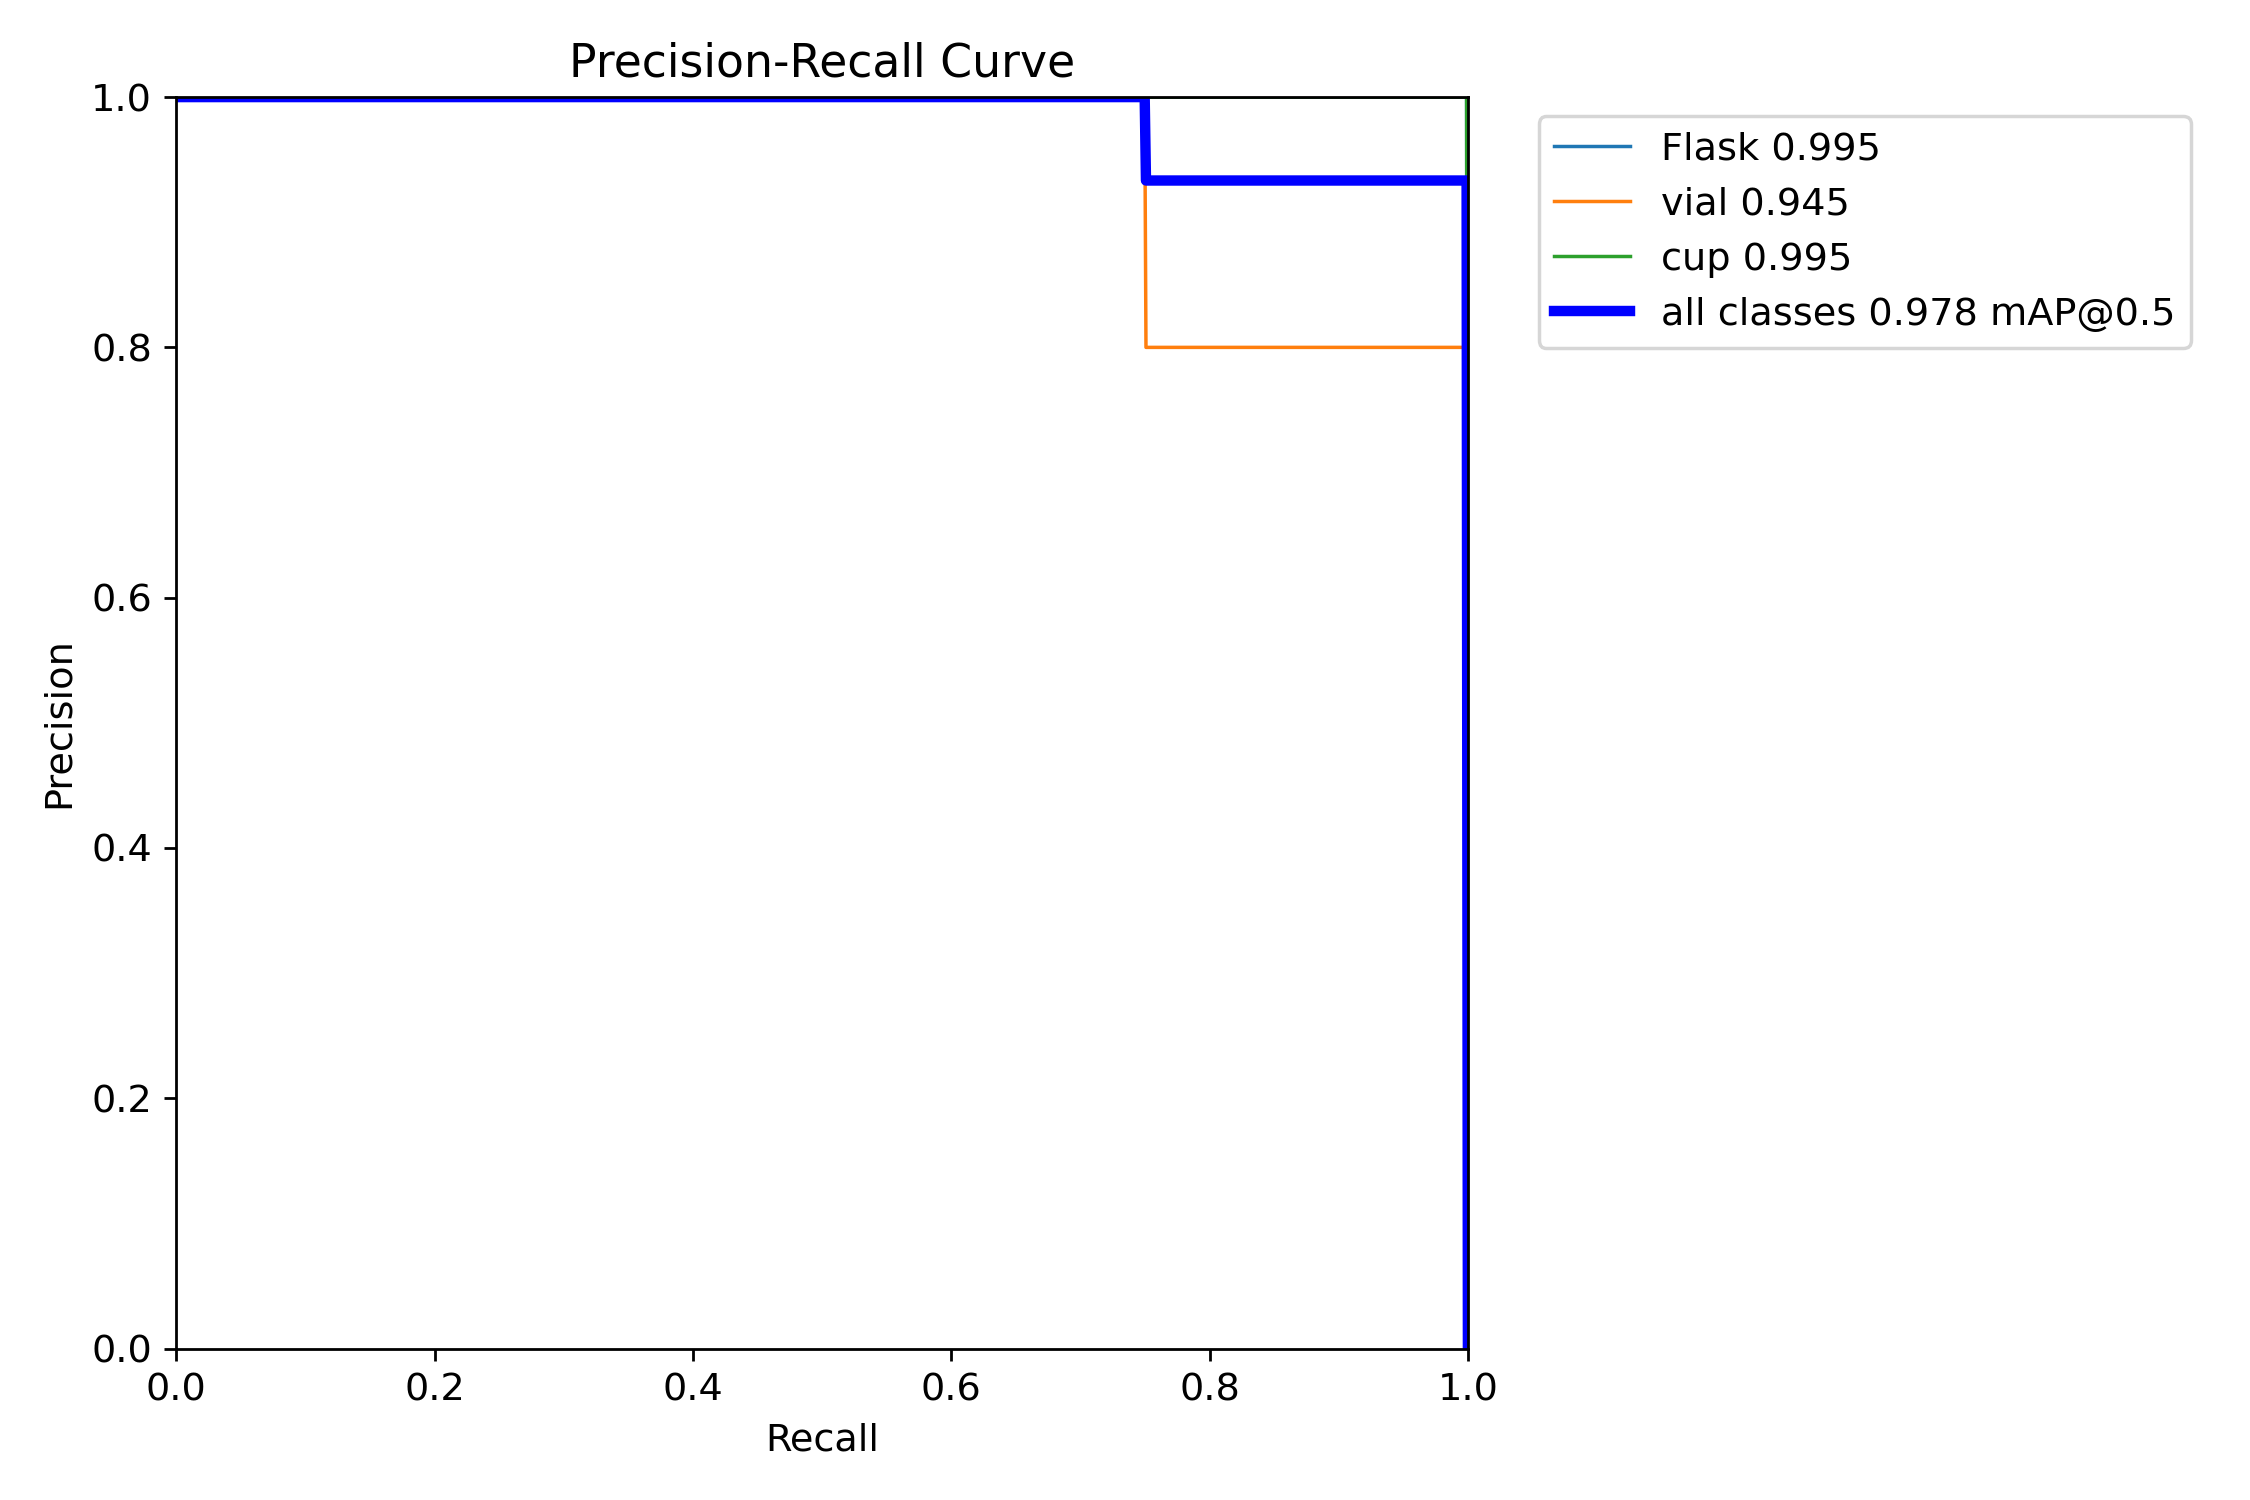 Precision-Recall Curve
1.0
0.8
0.6
0.4
0.2
0.0
Precision
0.0 0.2 0.4 0.6 0.8 1.0
Recall
Flask 0.995
vial 0.945
cup 0.995
all classes 0.978 mAP@0.5